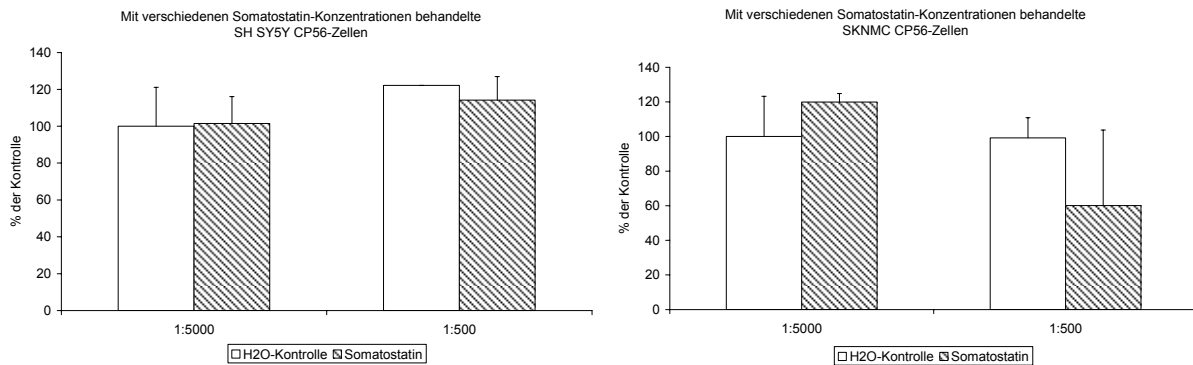 Mit verschiedenen Somatostatin-Konzentrationen behandelte
SH SY5Y CP56-Zellen
% der Kontrolle
140
120
100
80
60
40
20
0
1:5000
1:500
H2O-Kontrolle
Somatostatin
Mit verschiedenen Somatostatin-Konzentrationen behandelte
SKNMC CP56-Zellen
% der Kontrolle
140
120
100
80
60
40
20
0
1:5000
1:500
H2O-Kontrolle
Somatostatin